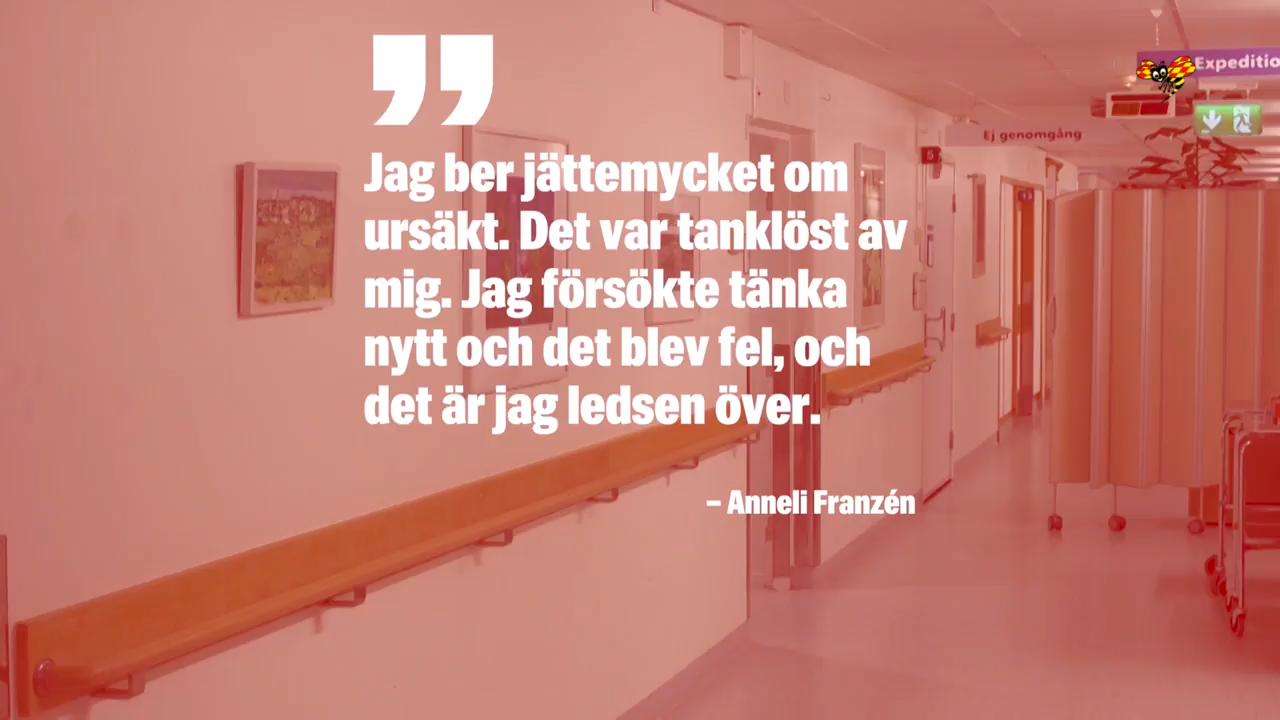 ”
Jag ber jättemycket om
ursäkt. Det var tanklöst av
mig. Jag försökte tänka
nytt och det blev fel, och
det är jag ledsen över.
– Anneli Franzén
Expeditio
Ej genomgång
5